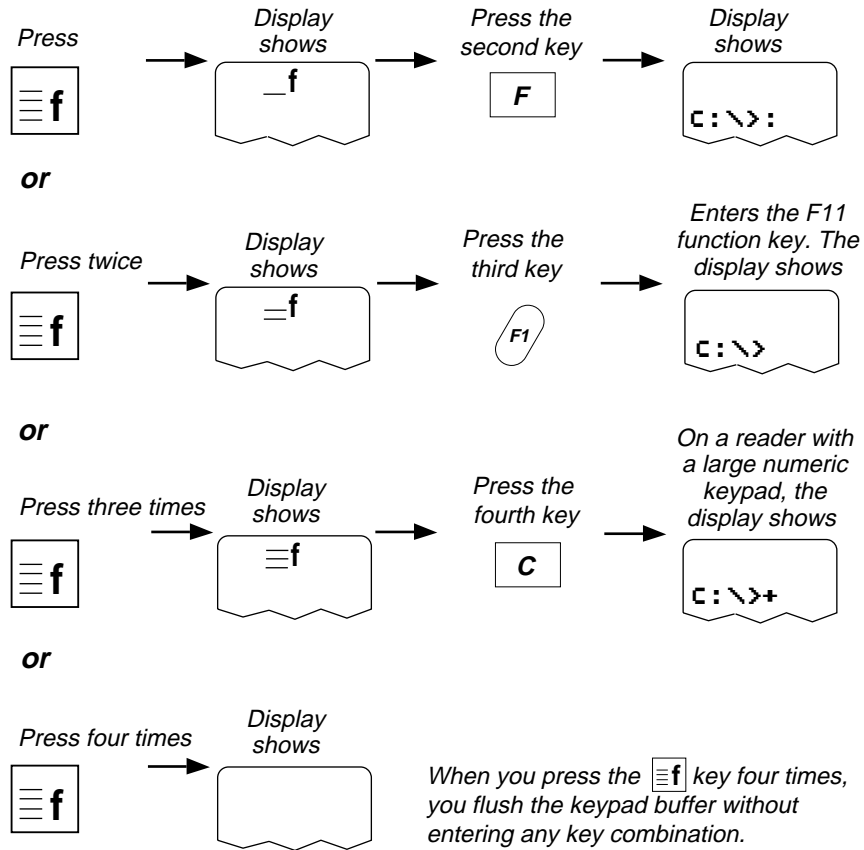 Press
f
Display
shows
_f
Press the
second key
F
Display
shows
C:\>:
or
Press twice
f
Display
shows
f
Press the
third key
F1
Enters the F11
function key. The
display shows
C:\>
or
Press three times
f
Display
shows
f
Press the
fourth key
C
On a reader with
a large numeric
keypad, the
display shows
C:\>+
or
Press four times
f
Display
shows
When you press the f key four times,
you flush the keypad buffer without
entering any key combination.